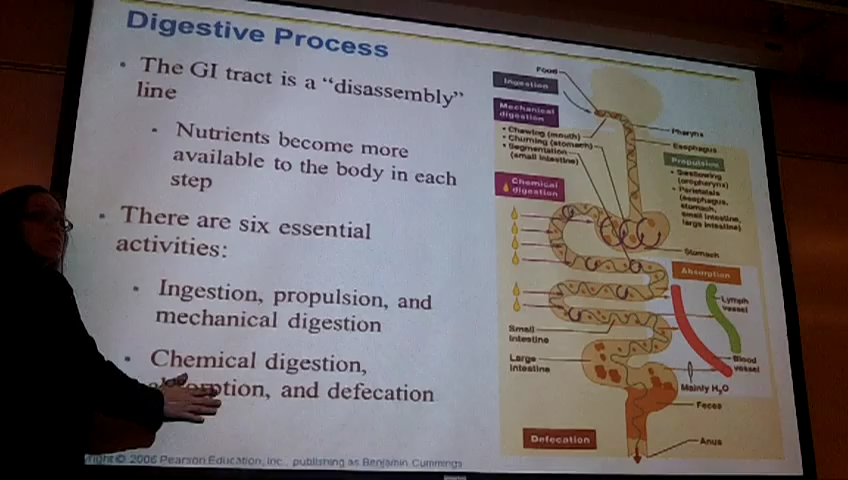 Digestive Process
• The GI tract is a "disassembly"
line
• Nutrients become more
available to the body in each
step
• There are six essential
activities:
• Ingestion, propulsion, and
mechanical digestion
• Chemical digestion,
and defecation
© 2006 Pearson Education, Inc., publishing as Benjamin Cummings
Food
Ingestion
Mechanical
digestion
• Chewing (mouth)
• Churning (stomach)
• Segmentation
(small intestine)
Chemical
digestion
Pharynx
Esophagus
Propulsion
• Swallowing
(oropharynx)
• Peristalsis
(esophagus,
stomach,
small intestine,
large intestine)
Stomach
Absorption
Lymph
vessel
Small
intestine
Large
intestine
Blood
vessel
Mainly H₂O
Feces
Defecation
Anus